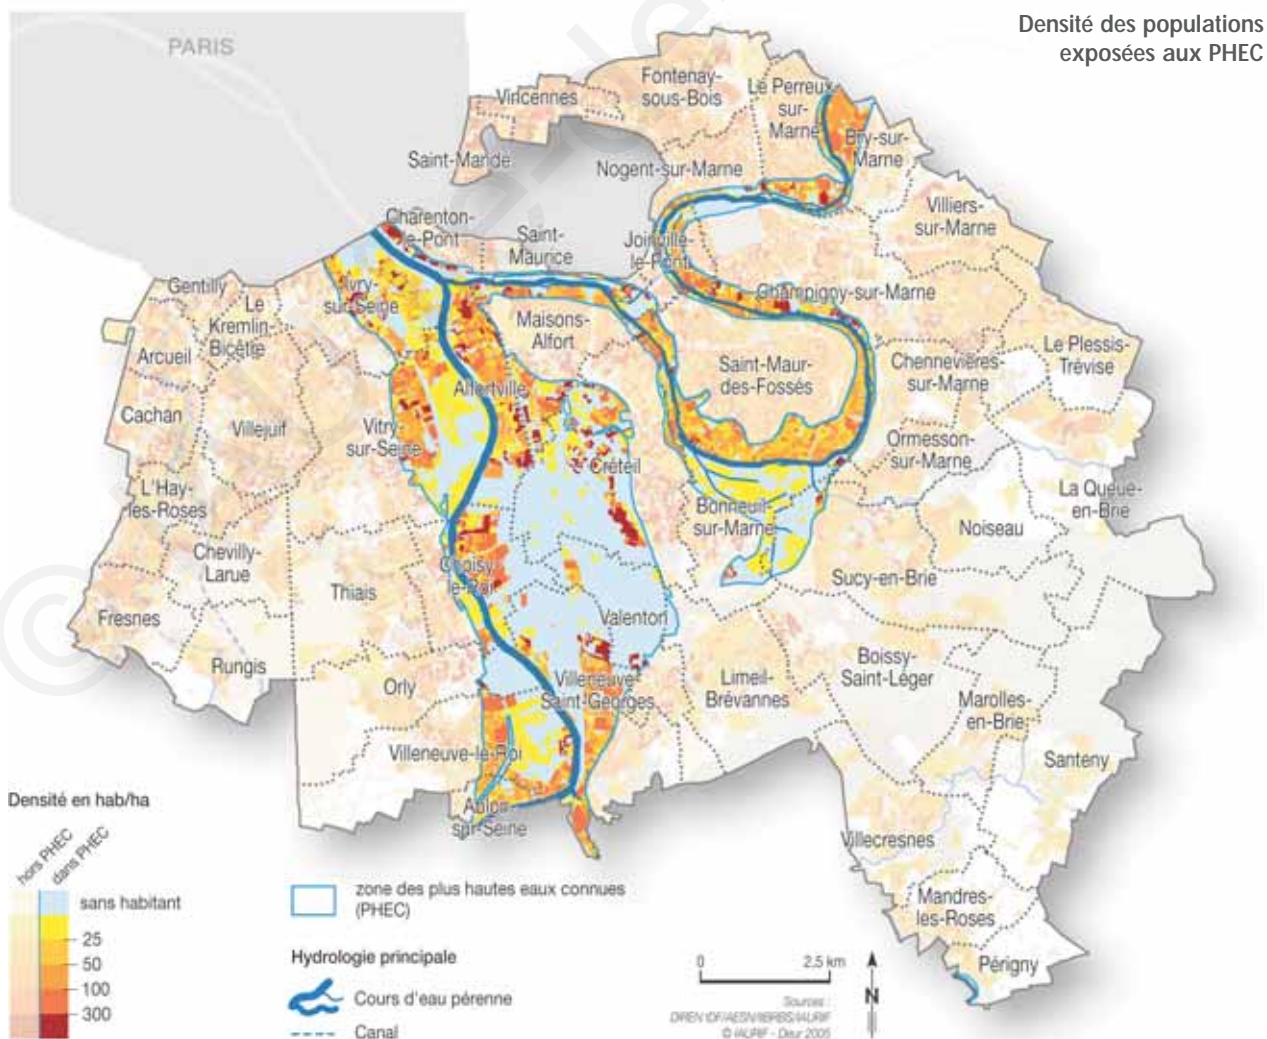 Densité des populations
exposées aux PHEC
PARIS
Fontenay-
sous-Bois
Le Perreux-
sur-
Marne
Vincennes
Bry-sur-
Marne
Saint-Mandé
Nogent-sur-Marne
Villiers-
sur-Marne
Charenton-
le-Pont
Saint-
Maurice
Joinville-
le-Pont
Gentilly
Ivry-
sur-Seine
Champigny-sur-Marne
Le
Kremlin-
Bicêtre
Maisons-
Alfort
Arcueil
Saint-Maur-
des-Fossés
Chennevières-
sur-Marne
Le Plessis-
Trévise
Cachan
Alfortville
Villejuif
Vitry-
sur-Seine
Ormesson-
sur-Marne
Créteil
L'Hay-
les-Roses
Bonneuil-
sur-Marne
La Queue-
en-Brie
Noiseau
Chevilly-
Larue
Choisy-
le-Roi
Sucy-en-Brie
Thiais
Fresnes
Valenton
Rungis
Boissy-
Saint-Léger
Orly
Villeneuve-
Saint-Georges
Limeil-
Brévannes
Marolles-
en-Brie
Villeneuve-le-Roi
Santeny
Ablon-
sur-Seine
Villecresnes
Mandres-
les-Roses
Périgny
Densité en hab/ha
hors PHEC
dans PHEC
sans habitant
25
50
100
300
zone des plus hautes eaux connues
(PHEC)
Hydrologie principale
Cours d'eau pérenne
Canal
0 2,5 km
N
Sources :
DIREN IDF/AESN/IIBRBS/IAURIF
© IAURIF - Deur 2005
©